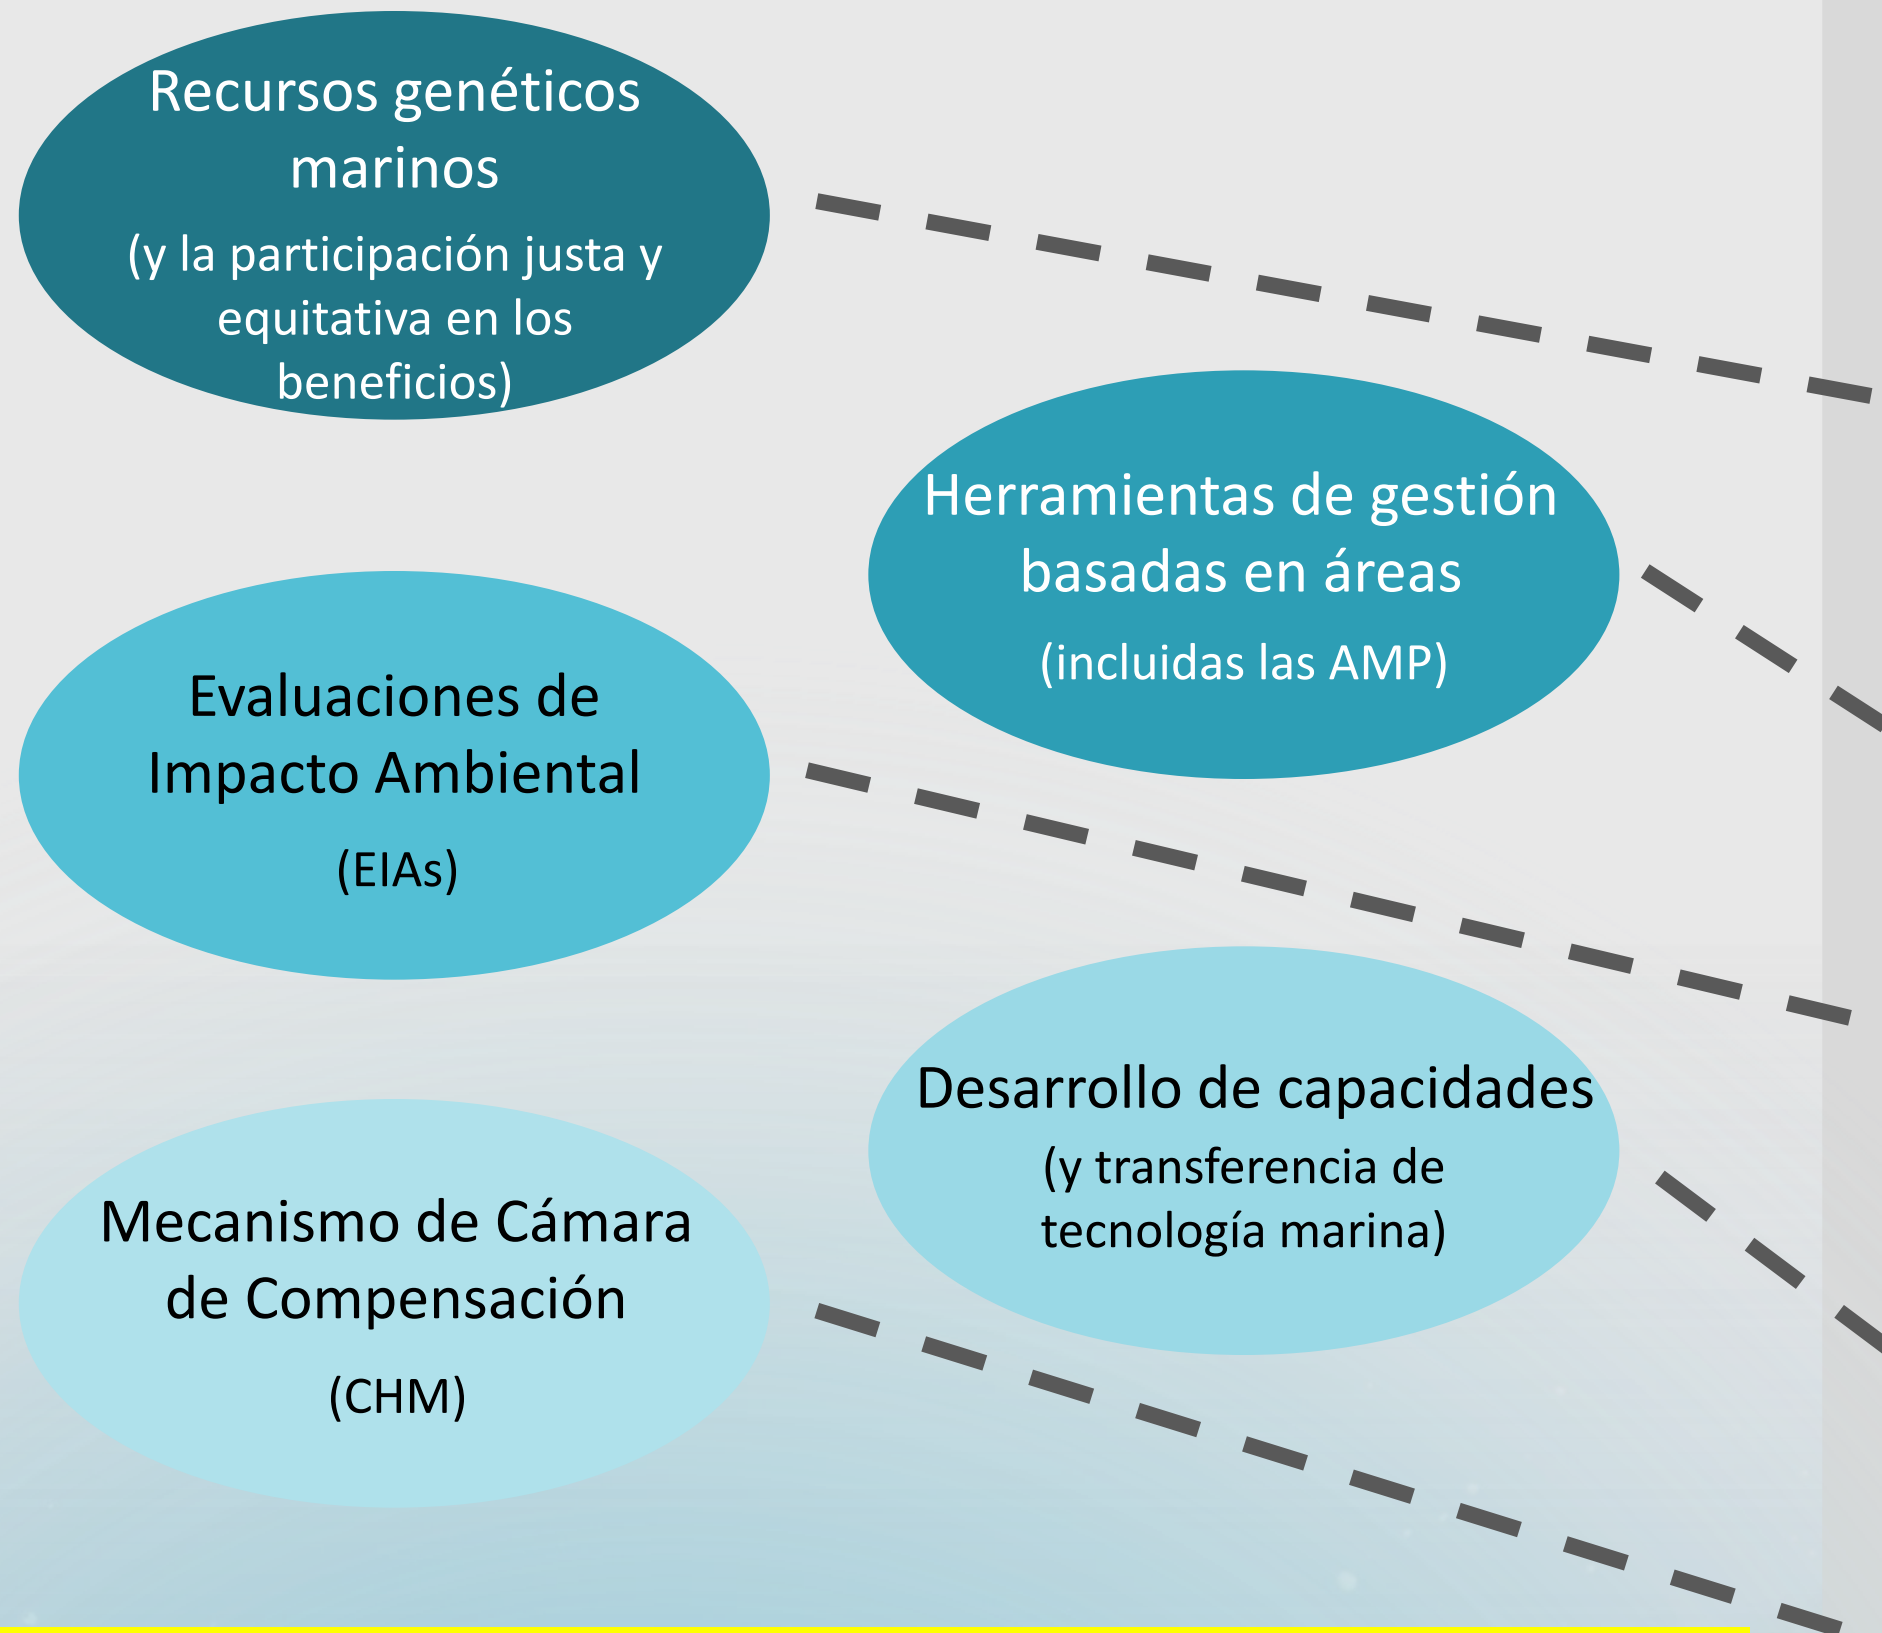 Recursos genéticos
marinos
(y la participación justa y
equitativa en los
beneficios)
Herramientas de gestión
basadas en áreas
(incluidas las AMP)
Evaluaciones de
Impacto Ambiental
(EIAs)
Desarrollo de capacidades
(y transferencia de
tecnología marina)
Mecanismo de Cámara
de Compensación
(CHM)